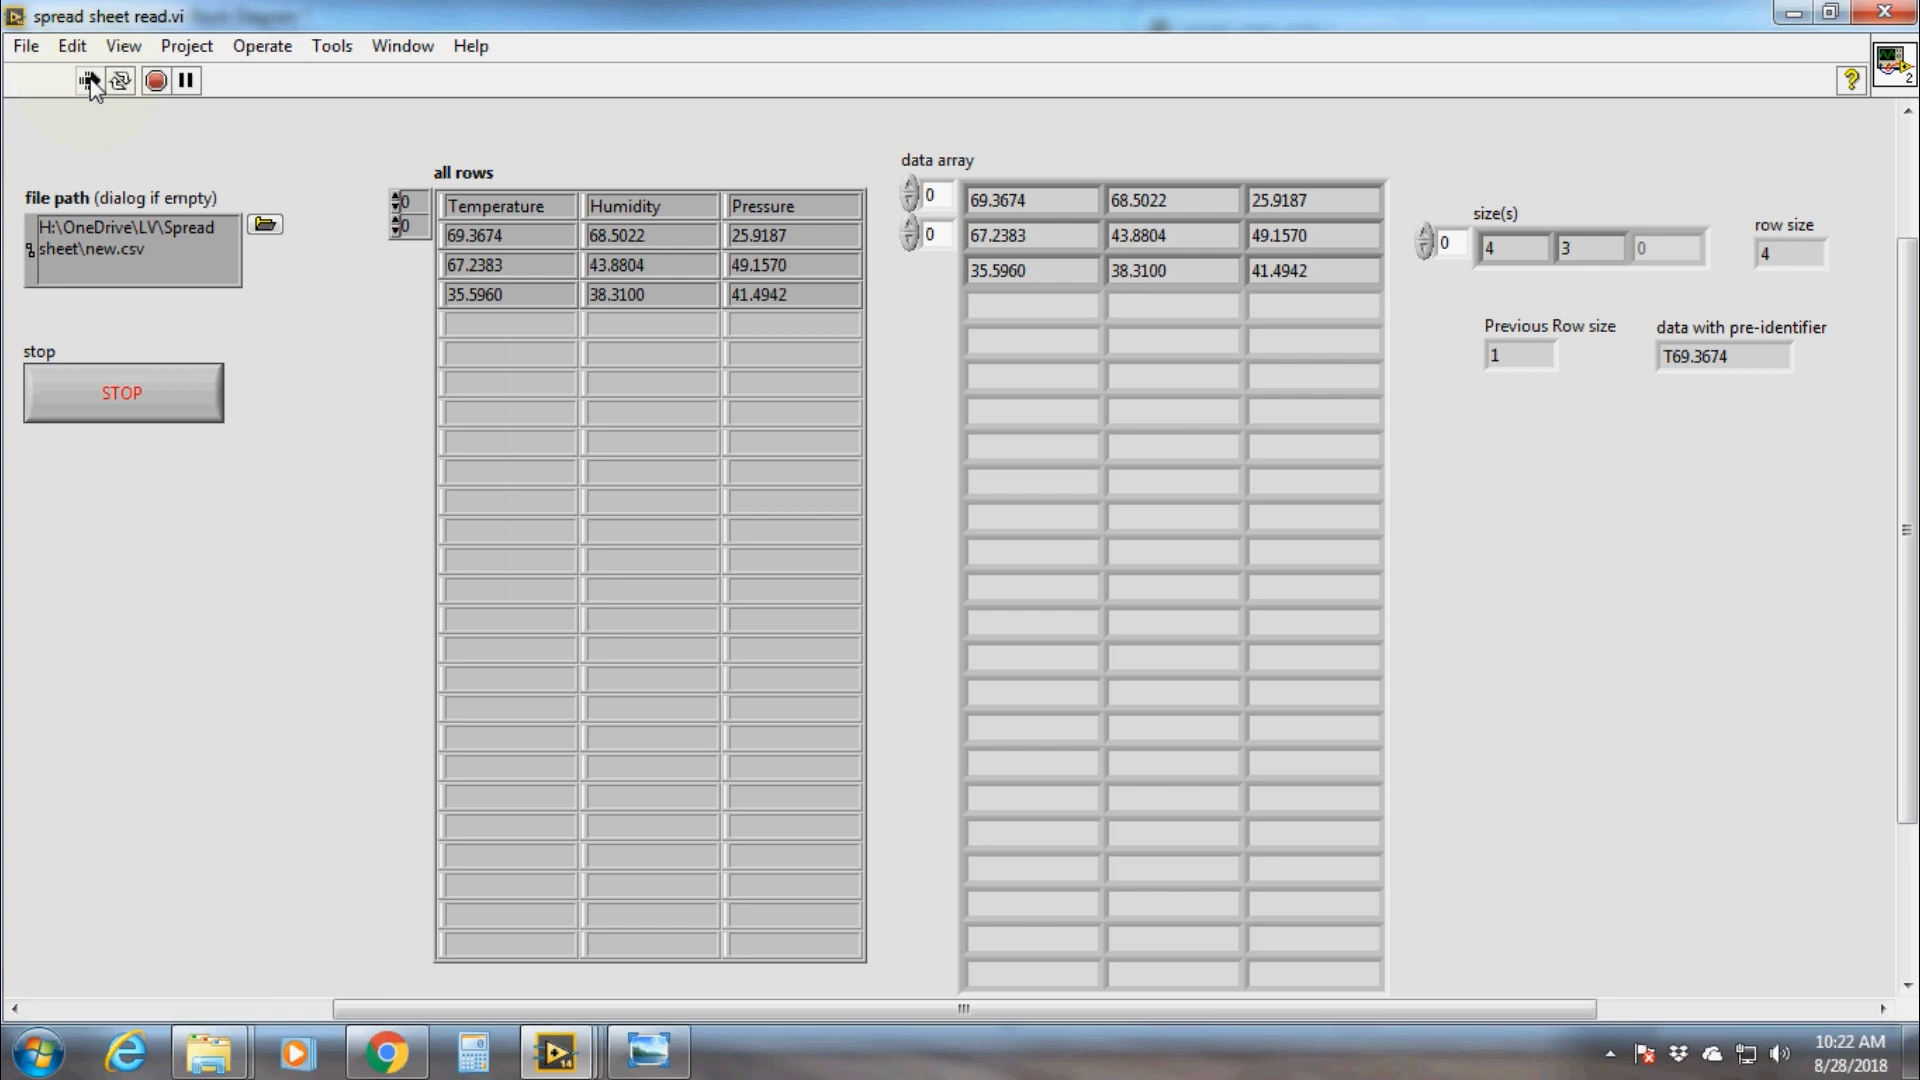 spread sheet read.vi
File Edit View Project Operate Tools Window Help
2
file path (dialog if empty)
H:\OneDrive\LV\Spread
sheet\new.csv
stop
STOP
all rows
0
0
Temperature Humidity Pressure
69.3674 68.5022 25.9187
67.2383 43.8804 49.1570
35.5960 38.3100 41.4942
data array
0
0
69.3674 68.5022 25.9187
67.2383 43.8804 49.1570
35.5960 38.3100 41.4942
size(s)
0 4 3 0
row size
4
Previous Row size
1
data with pre-identifier
T69.3674
14
10:22 AM
8/28/2018